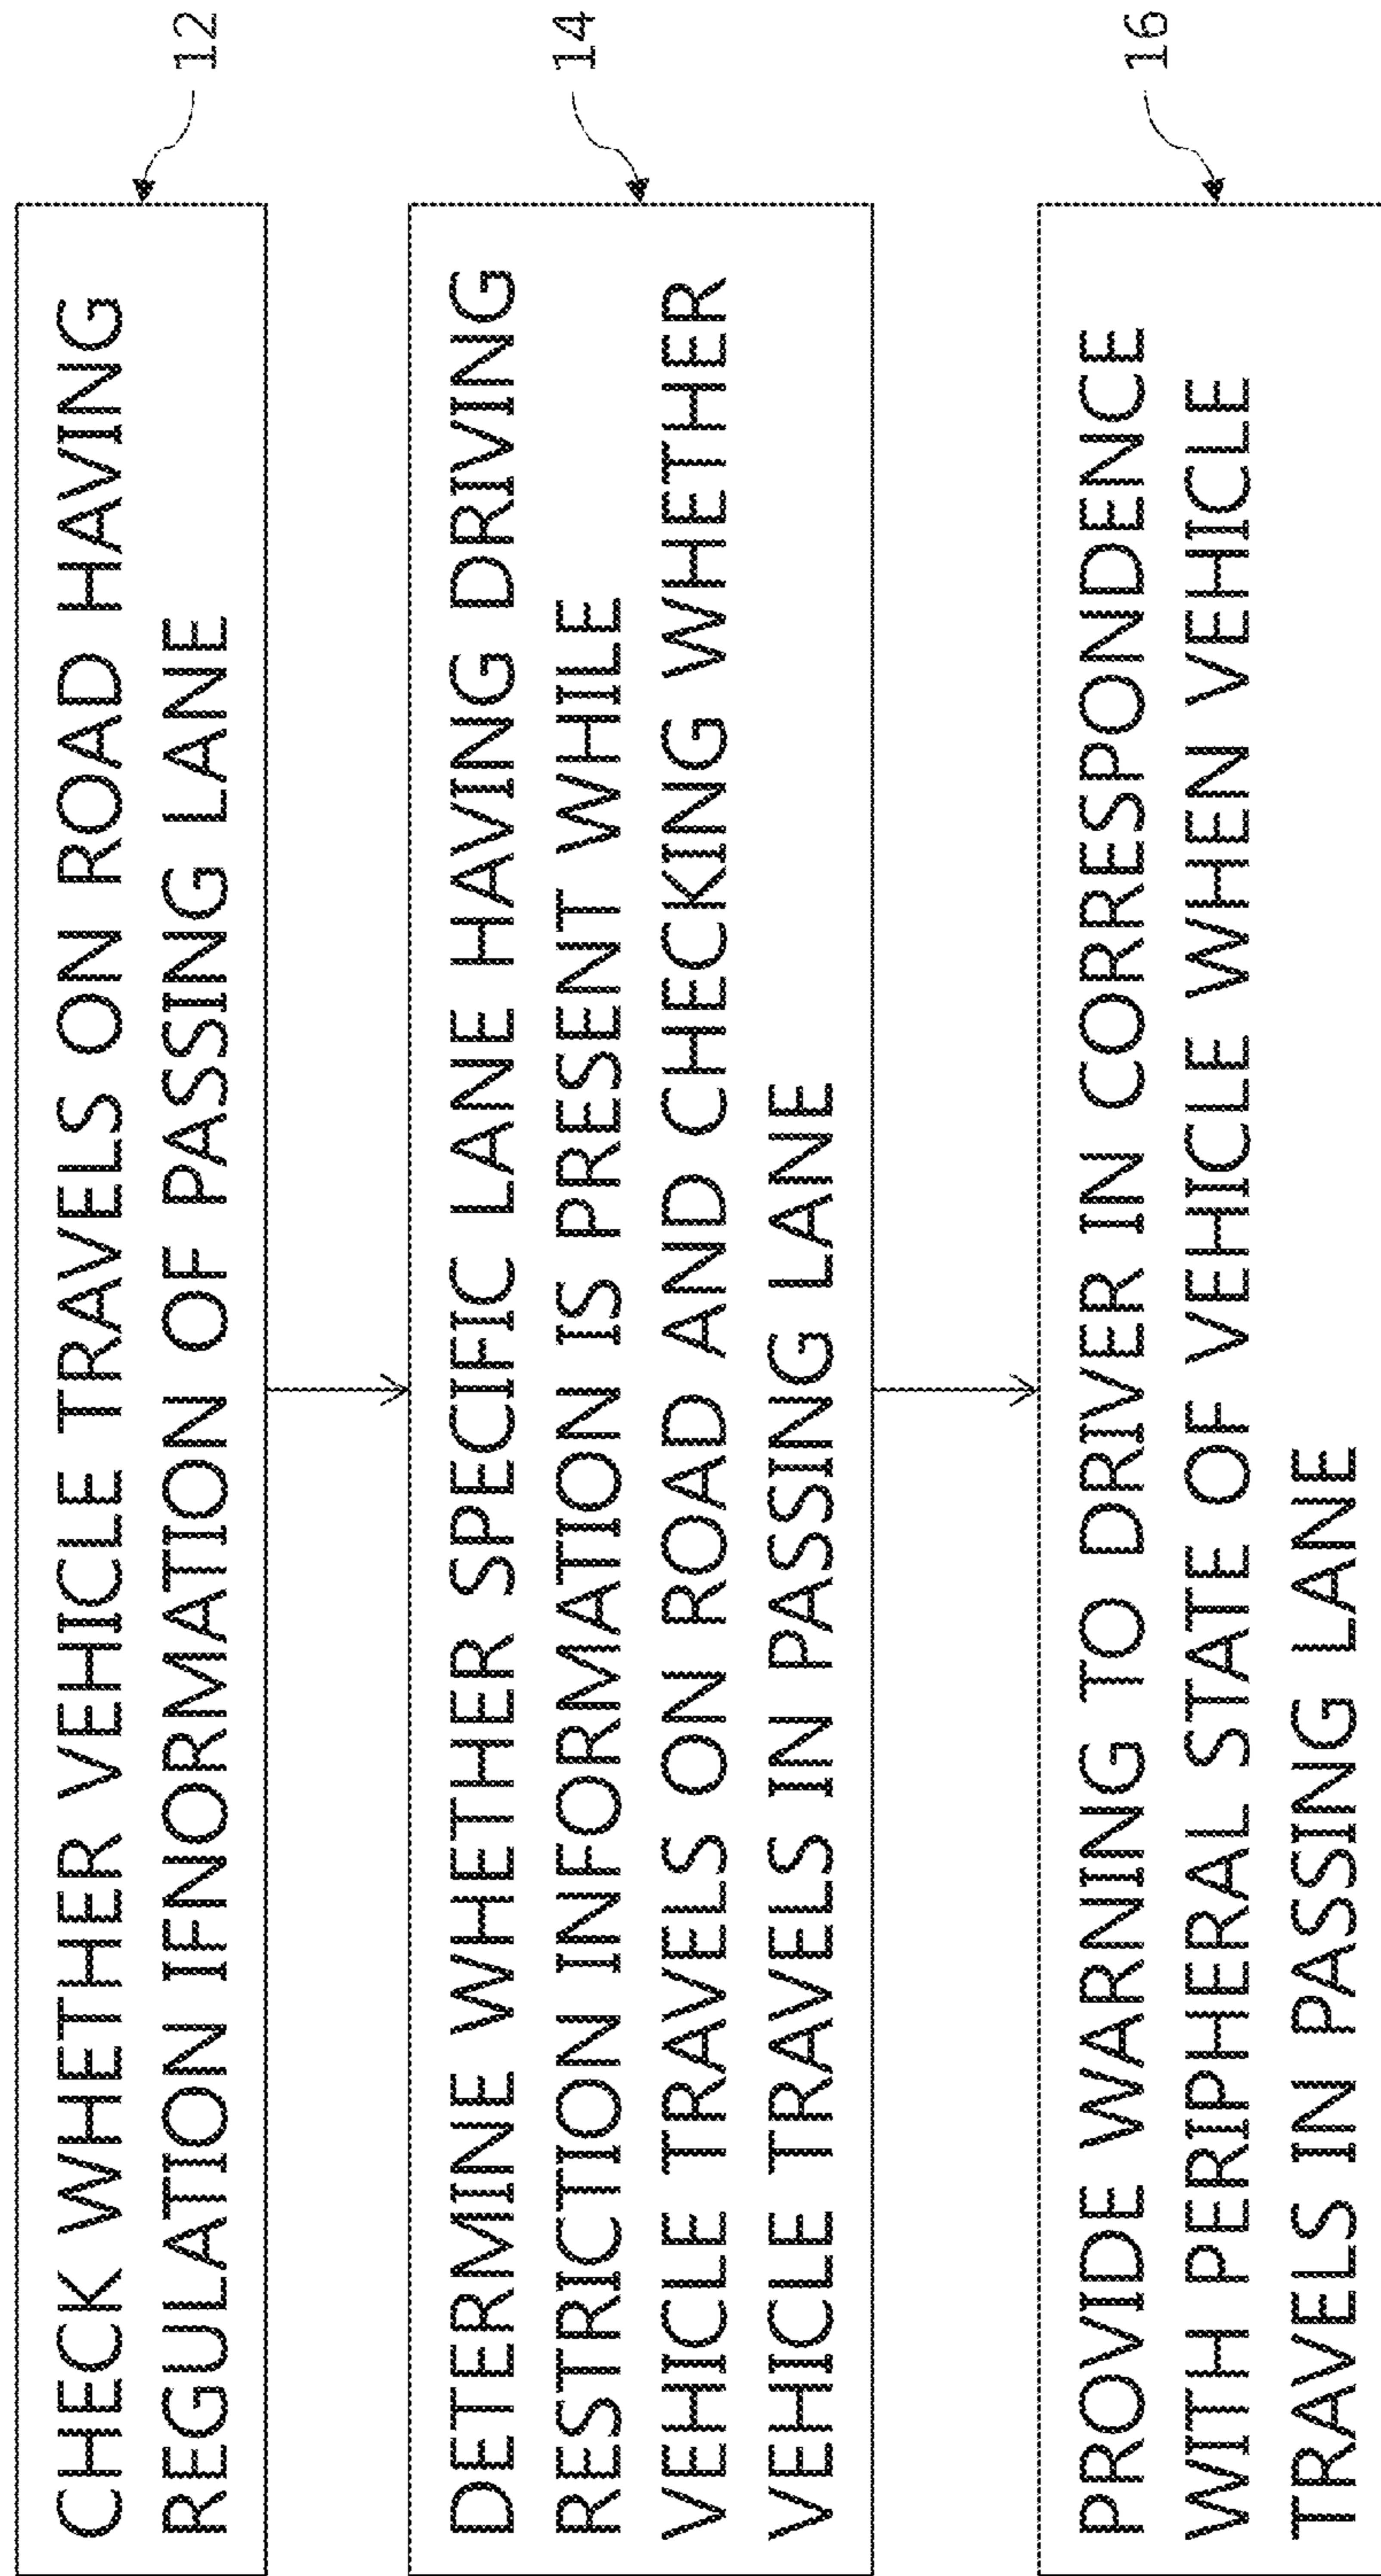 CHECK WHETHER VEHICLE TRAVELS ON ROAD HAVING
REGULATION IFNORMATION OF PASSING LANE
12
DETERMINE WHETHER SPECIFIC LANE HAVING DRIVING
RESTRICTION INFORMATION IS PRESENT WHILE
VEHICLE TRAVELS ON ROAD AND CHECKING WHETHER
VEHICLE TRAVELS IN PASSING LANE
14
PROVIDE WARNING TO DRIVER IN CORRESPONDENCE
WITH PERIPHERAL STATE OF VEHICLE WHEN VEHICLE
TRAVELS IN PASSING LANE
16